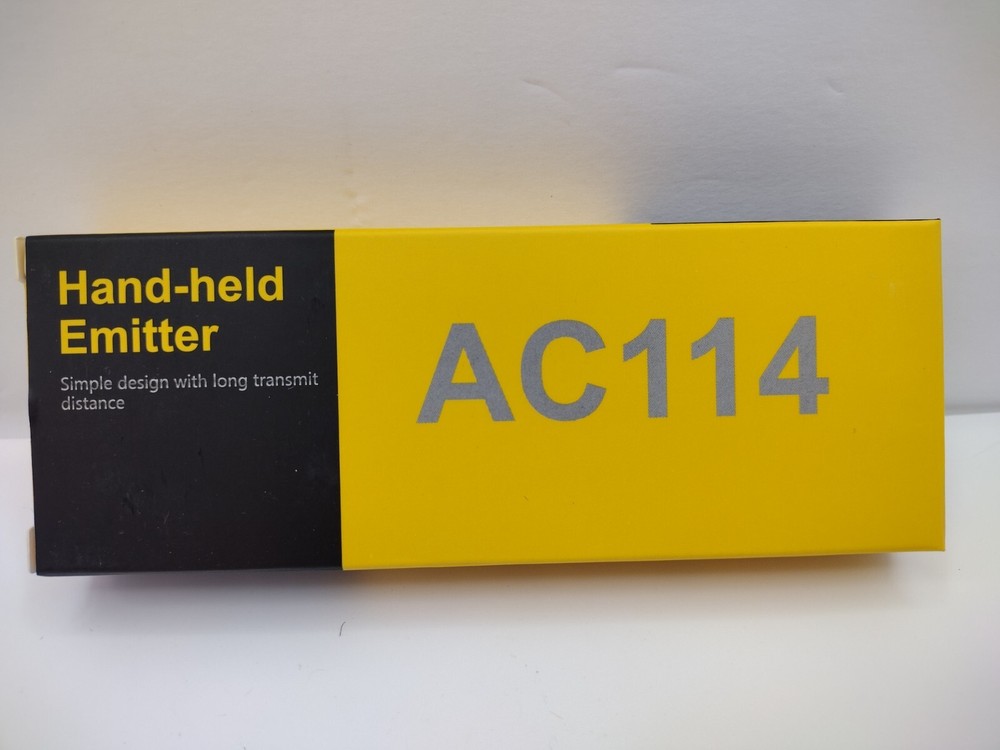 Hand-held
Emitter
Simple design with long transmit
distance
AC114